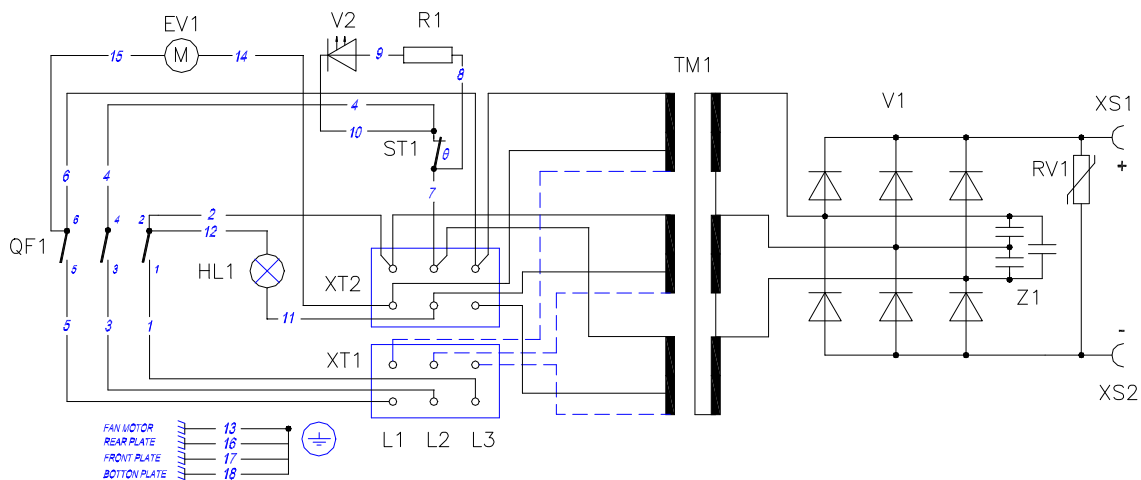 EV1
V2
R1
15
M
14
9
8
TM1
4
10
ST1
θ
V1
XS1
RV1
+
6
4
7
2
12
6
4
2
QF1
5
3
1
HL1
XT2
Z1
11
5
3
1
XT1
-
XS2
L1
L2
L3
FAN MOTOR
13
REAR PLATE
16
FRONT PLATE
17
BOTTON PLATE
18